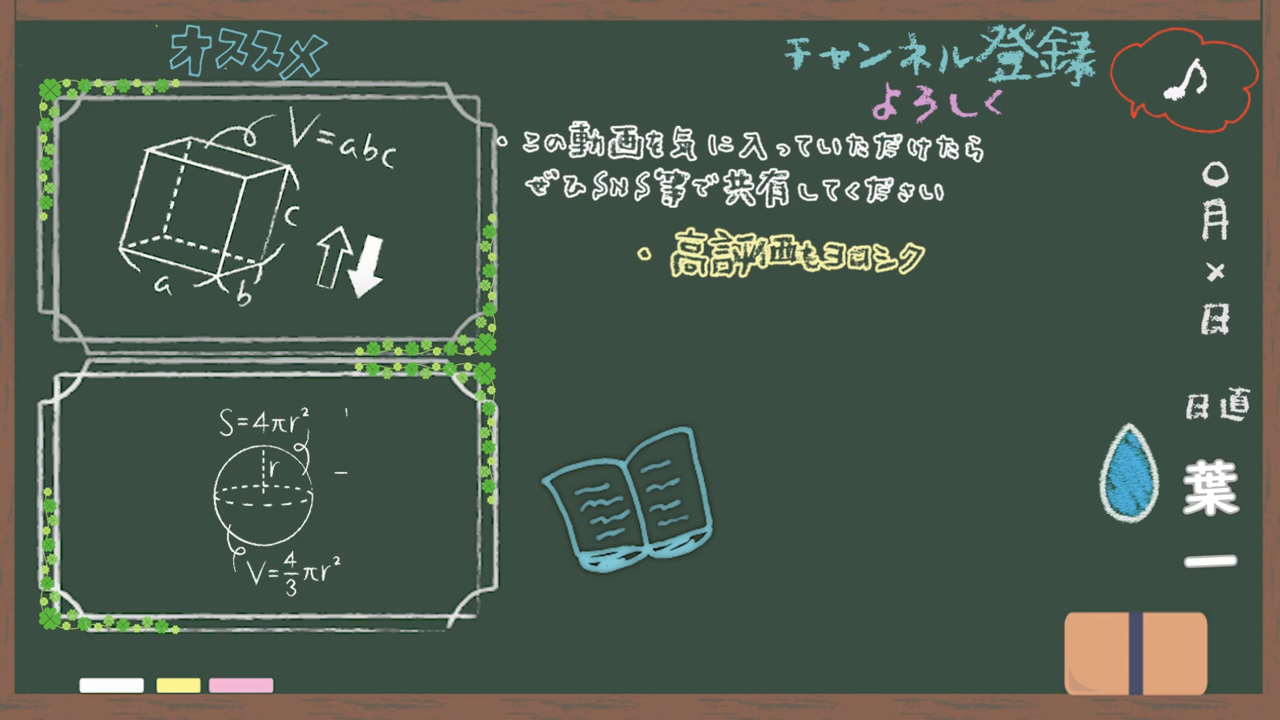 オススメ
V=abc
c
a
b
S=4πr²
r
V=4/3πr²
チャンネル登録
よろしく
・この動画を気に入っていただけたら
ぜひSNS等で共有してください
・高評価もヨロシク
〇月×日
日直
葉一